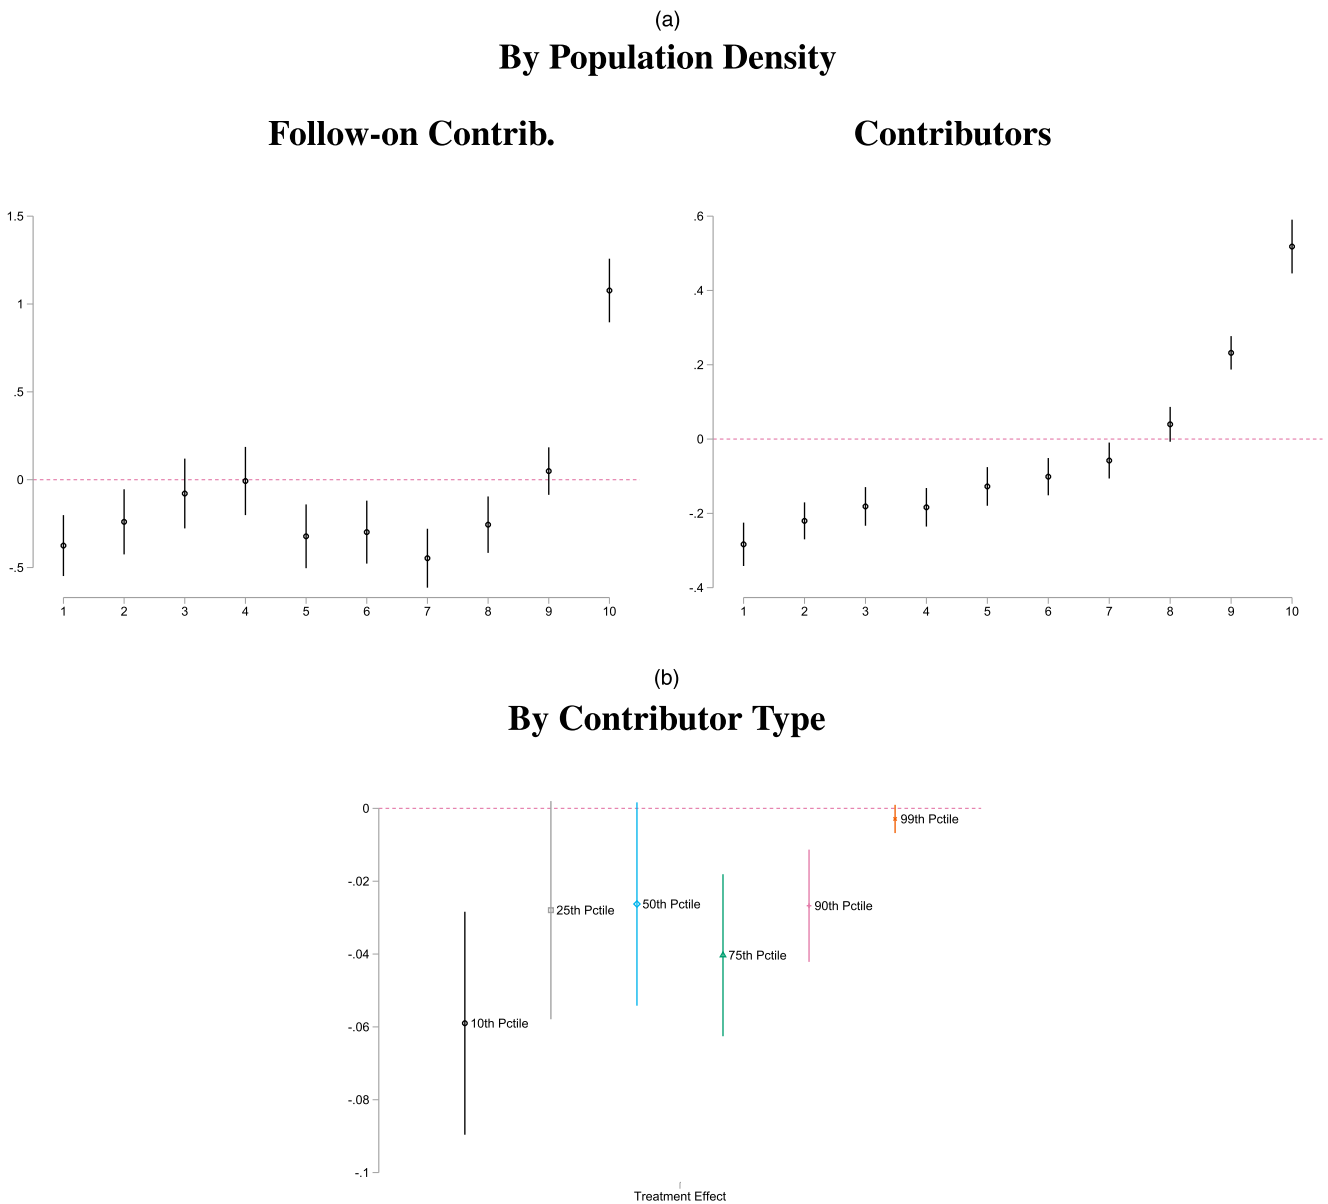 (a)
By Population Density
Follow-on Contrib.
Contributors
1.5
1
.5
0
-.5
1 2 3 4 5 6 7 8 9 10
.6
.4
.2
0
-.2
-.4
1 2 3 4 5 6 7 8 9 10
(b)
By Contributor Type
0
-.02
-.04
-.06
-.08
-.1
10th Pctile
25th Pctile
50th Pctile
75th Pctile
90th Pctile
99th Pctile
Treatment Effect